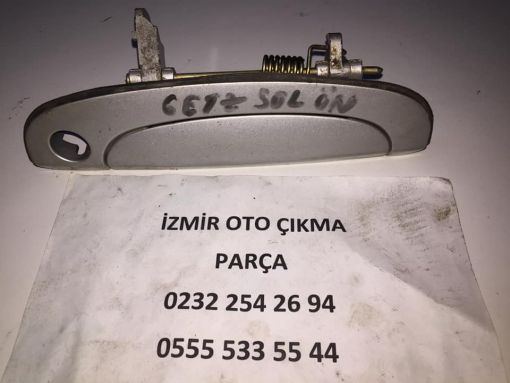 GETZ SOL ÖN
İZMİR OTO ÇIKMA
PARÇA
0232 254 26 94
0555 533 55 44